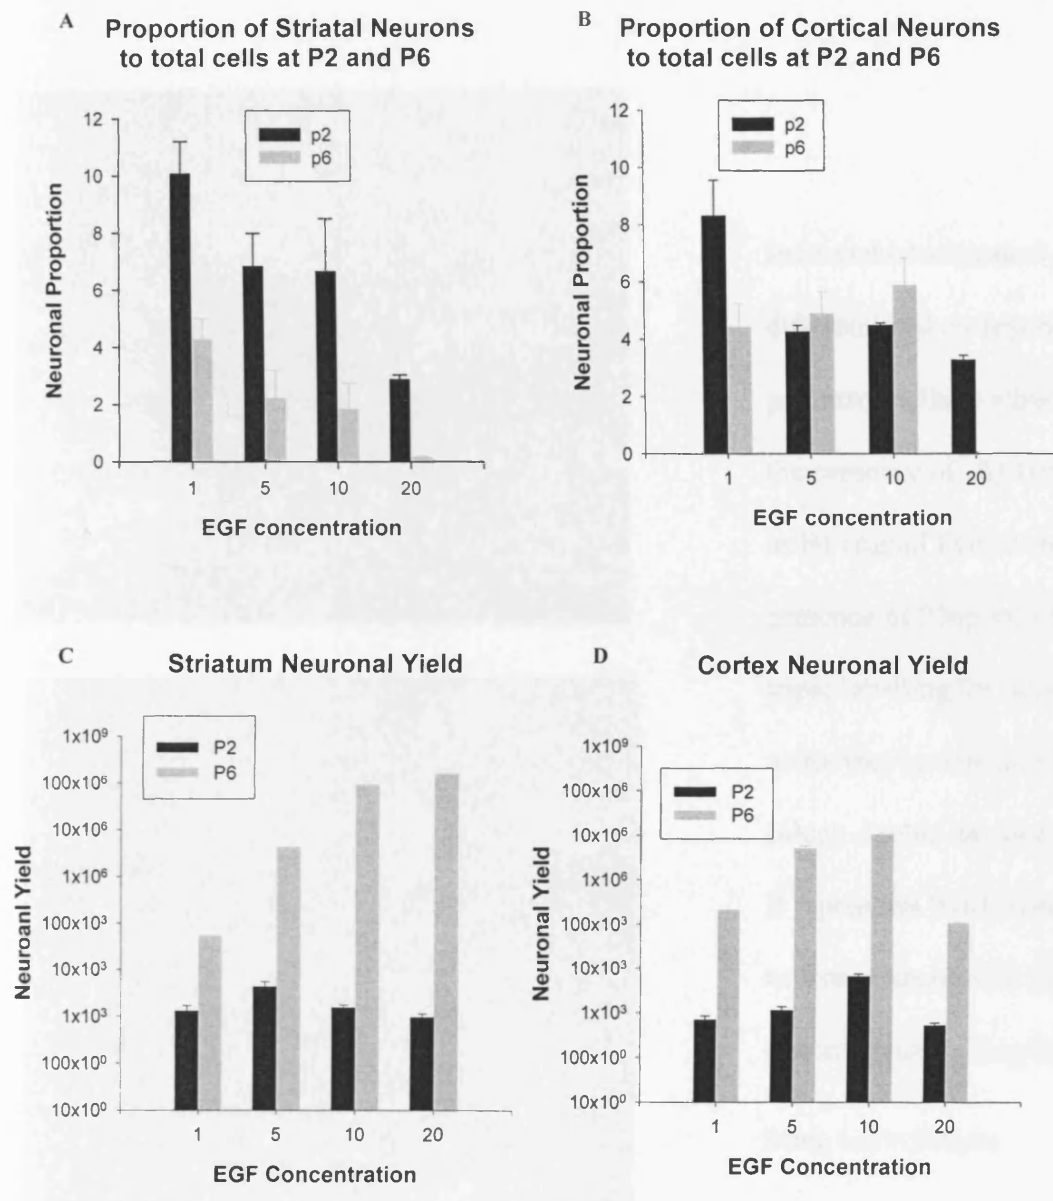 A
Proportion of Striatal Neurons
to total cells at P2 and P6
12
10
8
6
4
2
0
Neuronal Proportion
p2
p6
1 5 10 20
EGF concentration
B
Proportion of Cortical Neurons
to total cells at P2 and P6
12
10
8
6
4
2
0
Neuronal Proportion
p2
p6
1 5 10 20
EGF concentration
C
Striatum Neuronal Yield
1x10⁹
100x10⁶
10x10⁶
1x10⁶
100x10³
10x10³
1x10³
100x10⁰
10x10⁰
Neuroanl Yield
P2
P6
1 5 10 20
EGF Concentration
D
Cortex Neuronal Yield
1x10⁹
100x10⁶
10x10⁶
1x10⁶
100x10³
10x10³
1x10³
100x10⁰
10x10⁰
Neuronal Yield
P2
P6
1 5 10 20
EGF Concentration